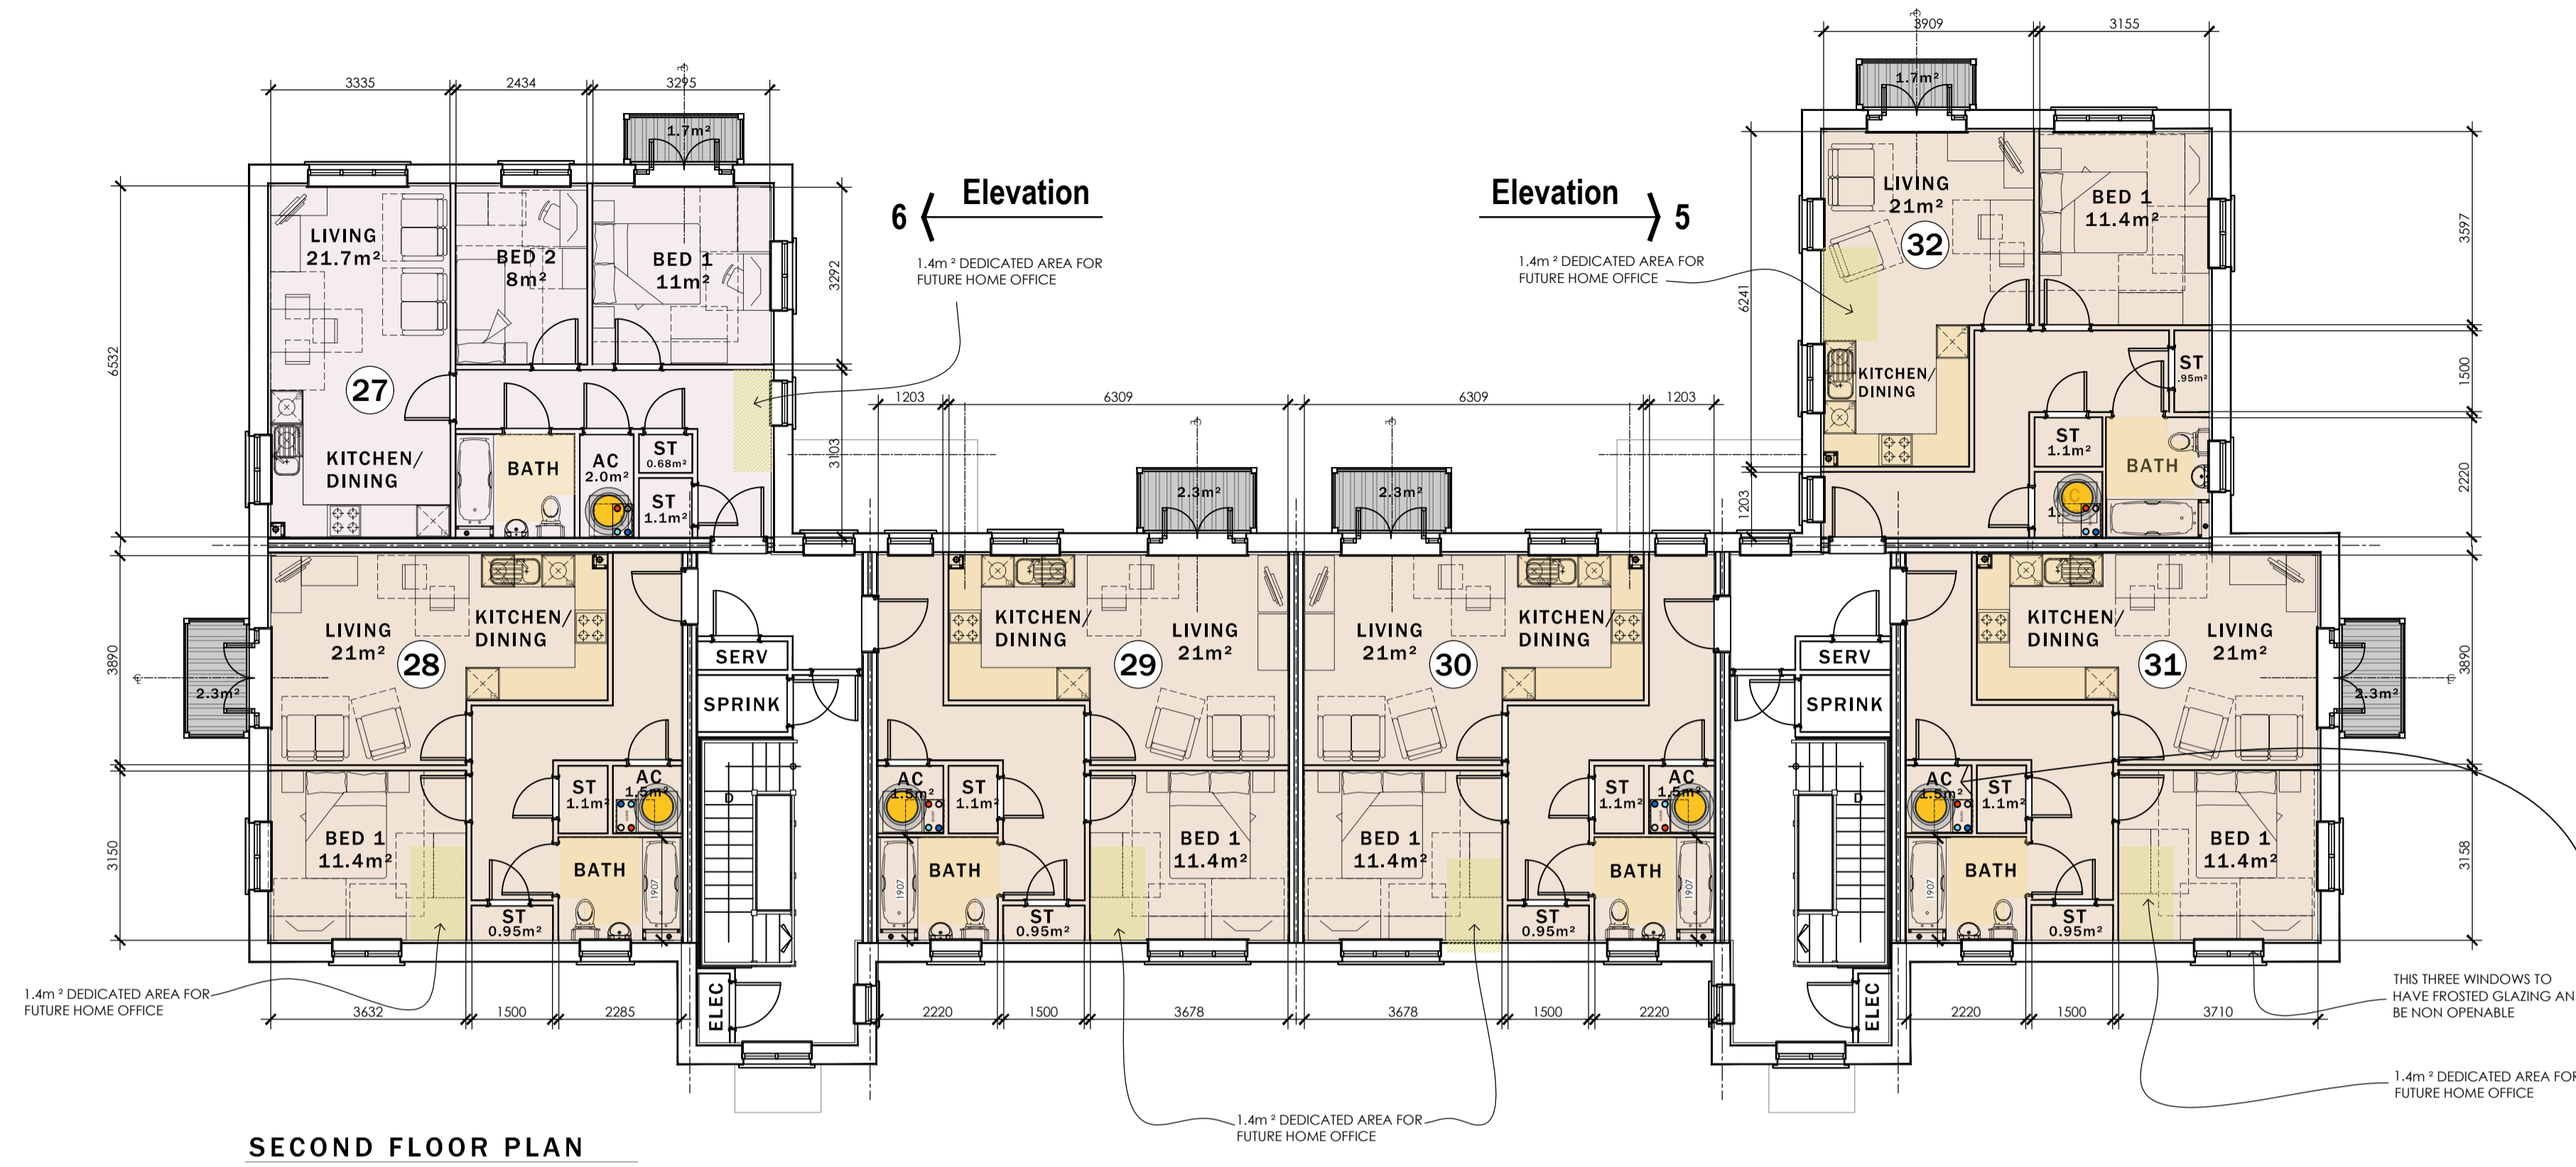 3909
3155
3335
2434
3295
1.7m²
1.7m²
Elevation
6
Elevation
5
LIVING
21.7m²
BED 2
8m²
BED 1
11m²
LIVING
21m²
32
BED 1
11.4m²
1.4m² DEDICATED AREA FOR
FUTURE HOME OFFICE
1.4m² DEDICATED AREA FOR
FUTURE HOME OFFICE
6532
3292
3103
6241
1203
3597
1500
2220
27
KITCHEN/
DINING
BATH
AC
2.0m²
ST
0.68m²
ST
1.1m²
KITCHEN/
DINING
ST
.95m²
ST
1.1m²
BATH
1203
6309
6309
1203
2.3m²
2.3m²
3890
3150
LIVING
21m²
28
KITCHEN/
DINING
2.3m²
SERV
SPRINK
KITCHEN/
DINING
29
LIVING
21m²
LIVING
21m²
30
KITCHEN/
DINING
SERV
SPRINK
KITCHEN/
DINING
31
LIVING
21m²
2.3m²
3890
3158
BED 1
11.4m²
ST
1.1m²
AC
1.5m²
BATH
1907
ST
0.95m²
D
AC
1.5m²
ST
1.1m²
BATH
1907
ST
0.95m²
BED 1
11.4m²
BED 1
11.4m²
ST
1.1m²
AC
1.5m²
BATH
1907
ST
0.95m²
D
AC
1.5m²
ST
1.1m²
BATH
1907
ST
0.95m²
BED 1
11.4m²
1.4m² DEDICATED AREA FOR
FUTURE HOME OFFICE
3632
1500
2285
ELEC
2220
1500
3678
3678
1500
2220
ELEC
2220
1500
3710
THIS THREE WINDOWS TO
HAVE FROSTED GLAZING AN
BE NON OPENABLE
1.4m² DEDICATED AREA FOR
FUTURE HOME OFFICE
1.4m² DEDICATED AREA FOR
FUTURE HOME OFFICE
SECOND FLOOR PLAN